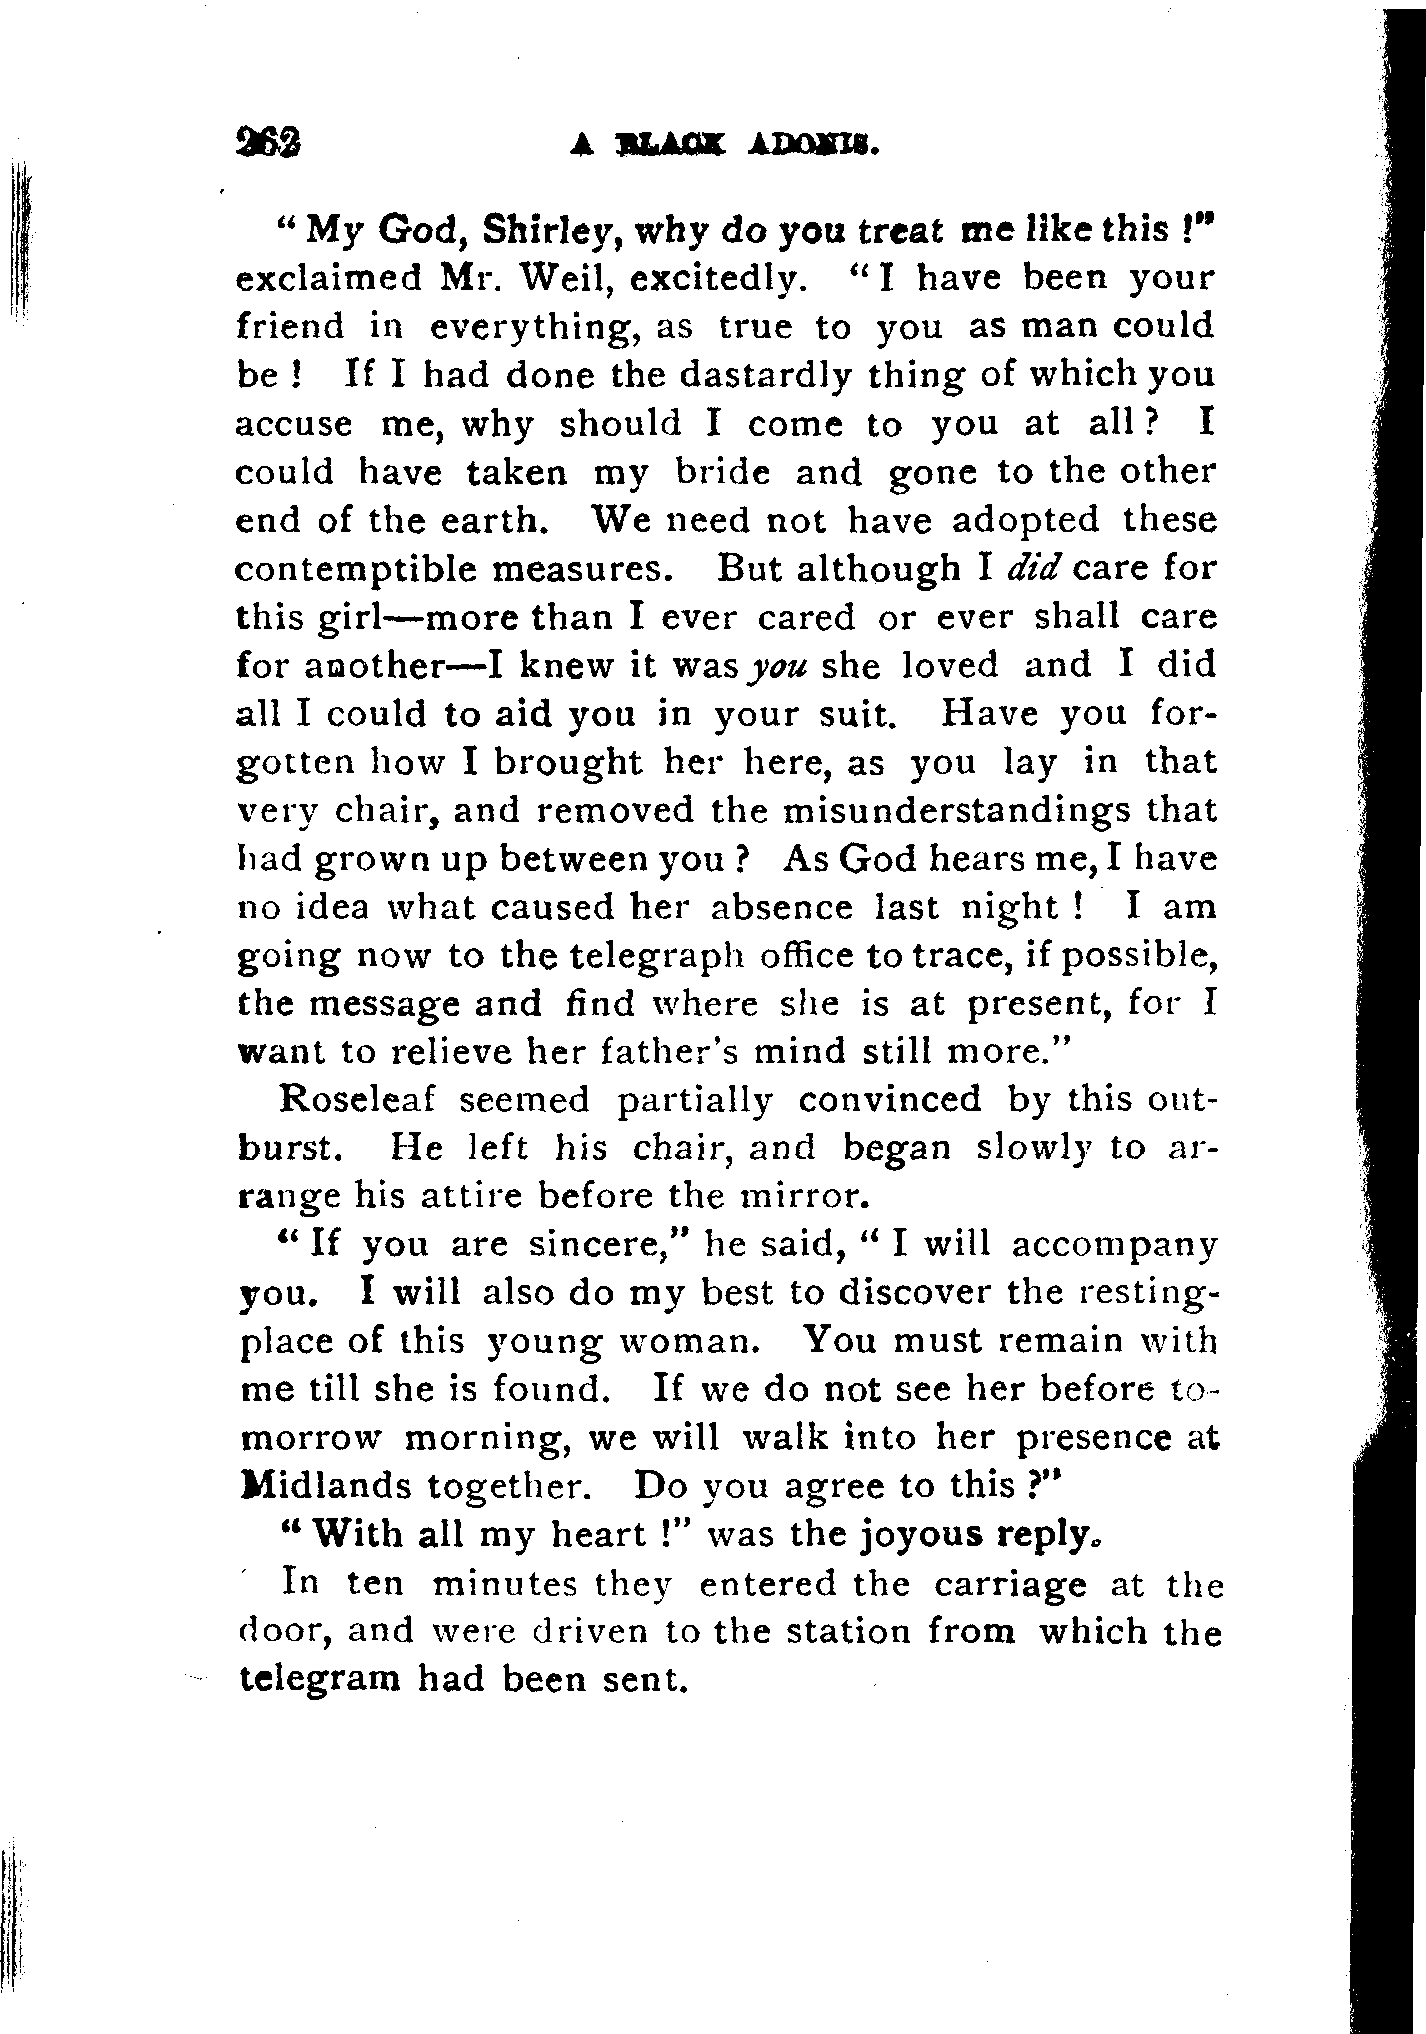 262 A BLACK ADONIS.
“ My God, Shirley, why do you treat me like this !”
exclaimed Mr. Weil, excitedly. “ I have been your
friend in everything, as true to you as man could
be ! If I had done the dastardly thing of which you
accuse me, why should I come to you at all ? I
could have taken my bride and gone to the other
end of the earth. We need not have adopted these
contemptible measures. But although I did care for
this girl—more than I ever cared or ever shall care
for another—I knew it was you she loved and I did
all I could to aid you in your suit. Have you for-
gotten how I brought her here, as you lay in that
very chair, and removed the misunderstandings that
had grown up between you ? As God hears me, I have
no idea what caused her absence last night ! I am
going now to the telegraph office to trace, if possible,
the message and find where she is at present, for I
want to relieve her father’s mind still more.”
Roseleaf seemed partially convinced by this out-
burst. He left his chair, and began slowly to ar-
range his attire before the mirror.
“ If you are sincere,” he said, “ I will accompany
you. I will also do my best to discover the resting-
place of this young woman. You must remain with
me till she is found. If we do not see her before to-
morrow morning, we will walk into her presence at
Midlands together. Do you agree to this ?”
“ With all my heart !” was the joyous reply.
In ten minutes they entered the carriage at the
door, and were driven to the station from which the
telegram had been sent.